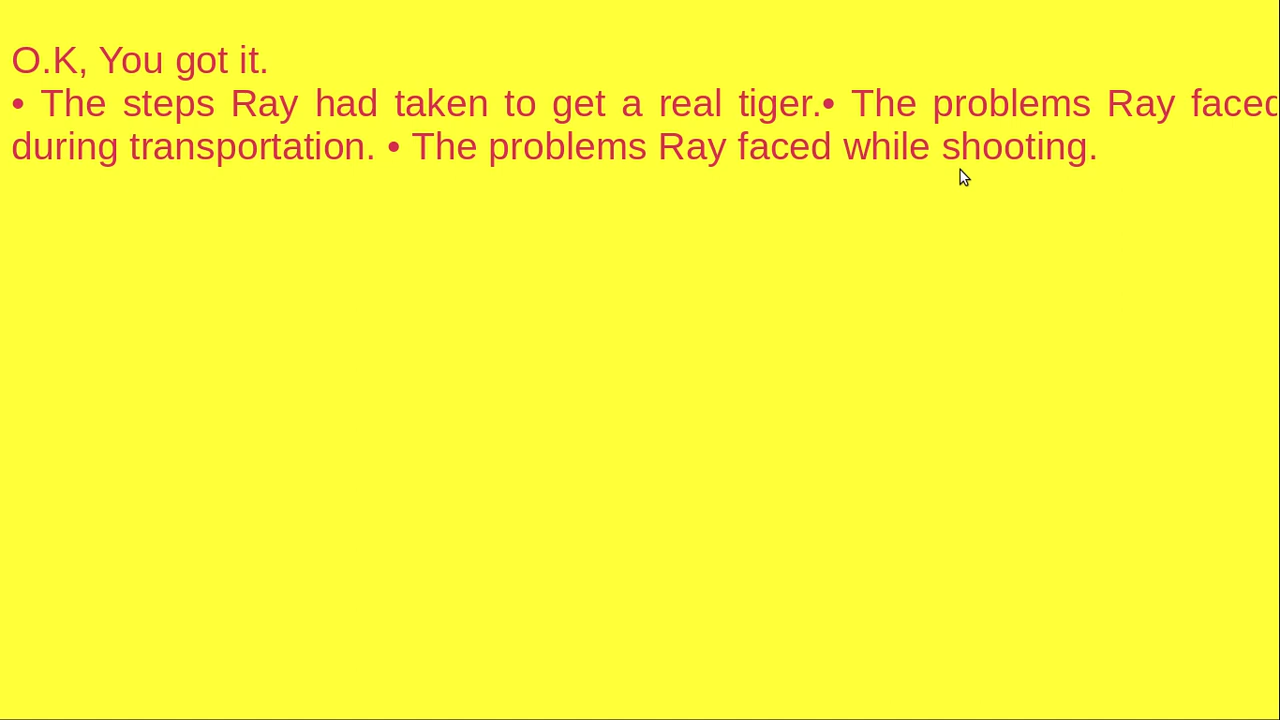 O.K, You got it.
• The steps Ray had taken to get a real tiger.• The problems Ray faced
during transportation. • The problems Ray faced while shooting.